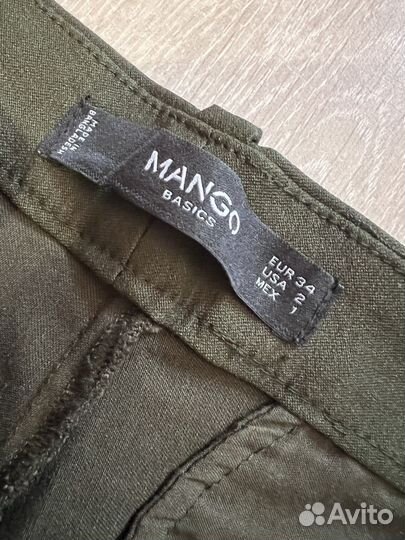 MADE IN
BANGLADESH
MANGO
BASICS
EUR 34
USA 2
MEX 1
Avito